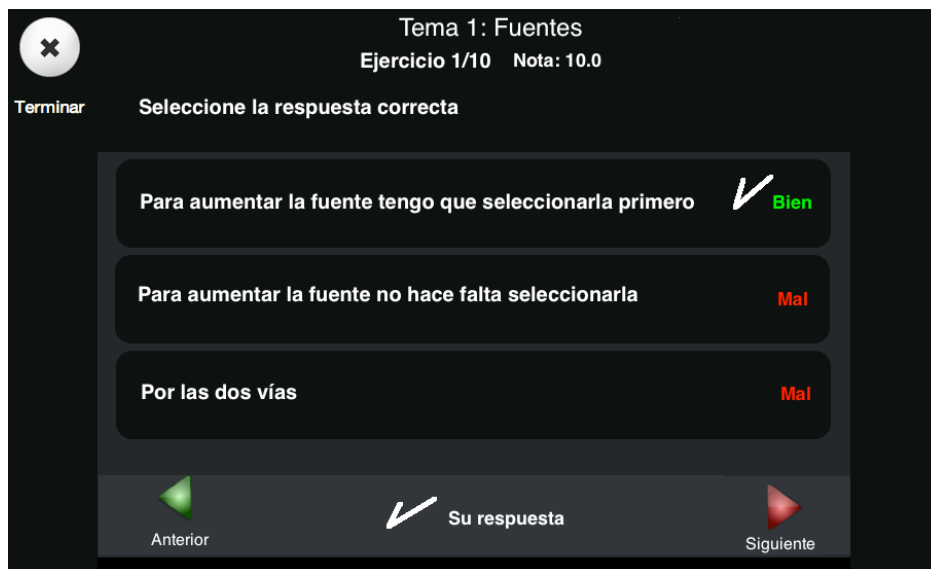 Tema 1: Fuentes
Ejercicio 1/10 Nota: 10.0
Terminar
Seleccione la respuesta correcta
Para aumentar la fuente tengo que seleccionarla primero Bien
Para aumentar la fuente no hace falta seleccionarla Mal
Por las dos vías Mal
Anterior
Su respuesta
Siguiente